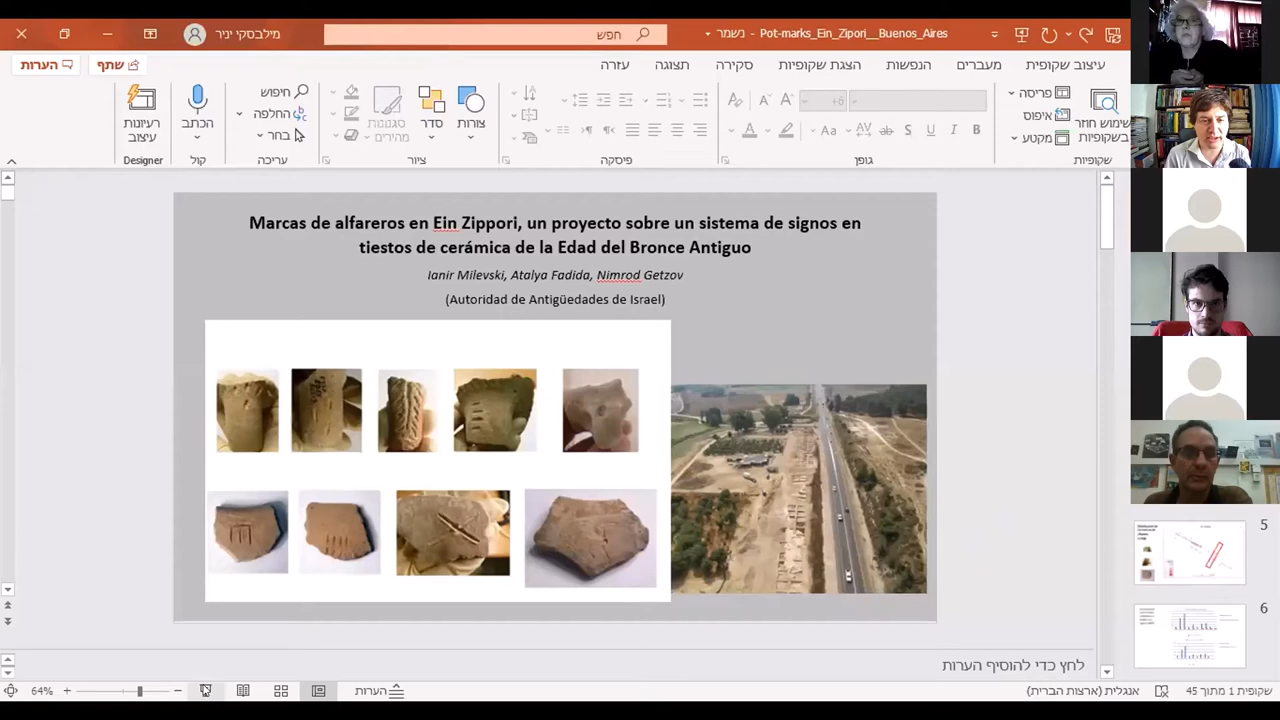 מילבסקי יניר
חפש
Pot-marks_Ein_Zipori__Buenos_Aires - נשמר
הערות
שתף
עיצוב שקופית
מעברים
הנפשות
הצגת שקופיות
סקירה
תצוגה
עזרה
פריסה
איפוס
מקטע
שימוש חוזר
בשקופיות
שקופיות
גופן
פיסקה
צורות
סדר
סגנונות
מהירים
ציור
חיפוש
החלפה
בחר
עריכה
הכתב
קול
רעיונות
עיצוב
Designer
Marcas de alfareros en Ein Zippori, un proyecto sobre un sistema de signos en
tiestos de cerámica de la Edad del Bronce Antiguo
Ianir Milevski, Atalya Fadida, Nimrod Getzov
(Autoridad de Antigüedades de Israel)
5
6
לחץ כדי להוסיף הערות
שקופית 1 מתוך 45
אנגלית (ארצות הברית)
הערות
64%